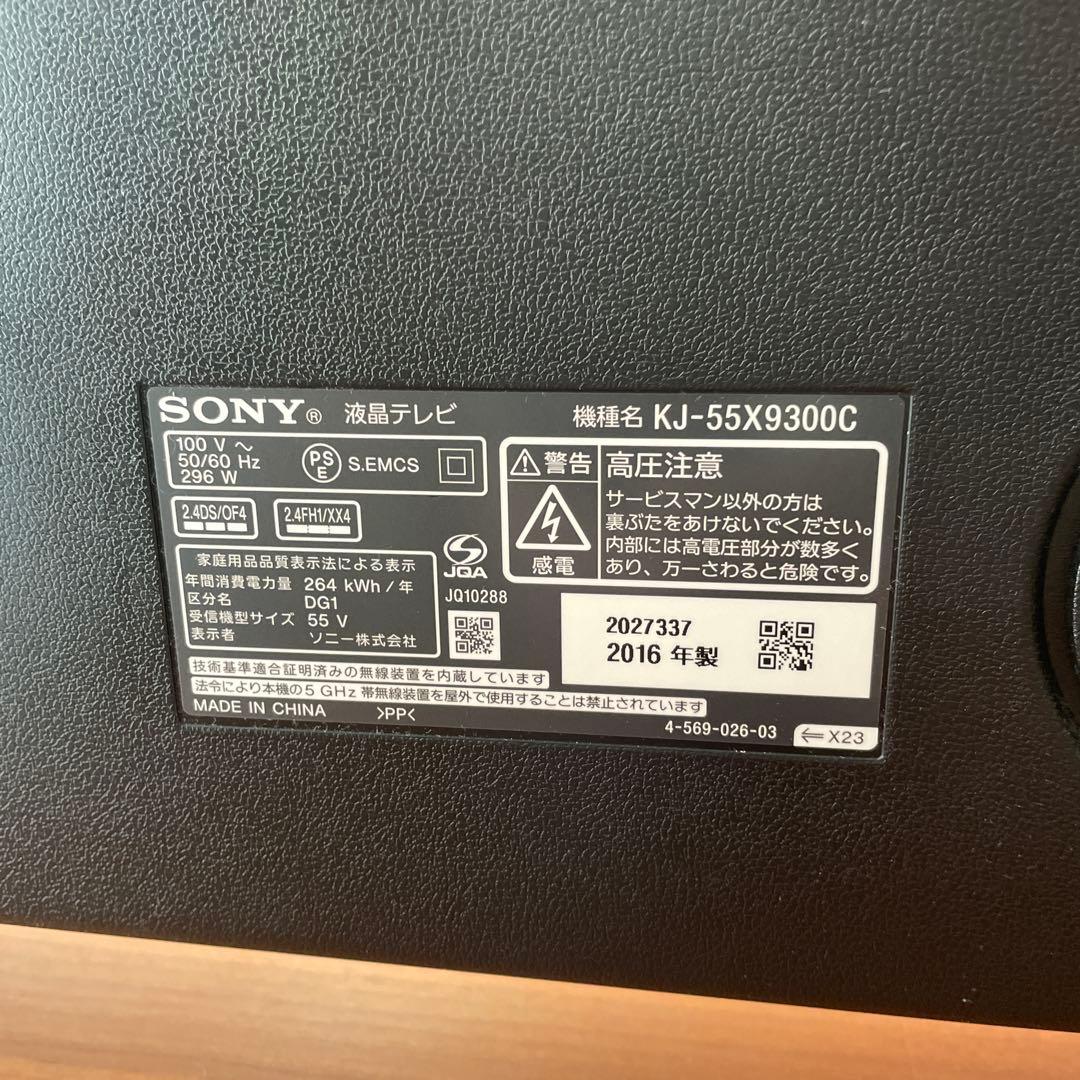 SONY® 液晶テレビ
機種名 KJ-55X9300C
100 V ～
50/60 Hz
296 W
PSE S.EMCS
2.4DS/OF4
2.4FH1/XX4
家庭用品品質表示法による表示
年間消費電力量 264 kWh / 年
区分名 DG1
受信機型サイズ 55 V
表示者 ソニー株式会社
JQA
JQ10288
警告
感電
高圧注意
サービスマン以外の方は
裏ぶたをあけないでください。
内部には高電圧部分が数多く
あり、万一さわると危険です。
2027337
2016 年製
技術基準適合証明済みの無線装置を内蔵しています
法令により本機の5 GHz 帯無線装置を屋外で使用することは禁止されています
MADE IN CHINA >PP<
4-569-026-03
⇐ X23